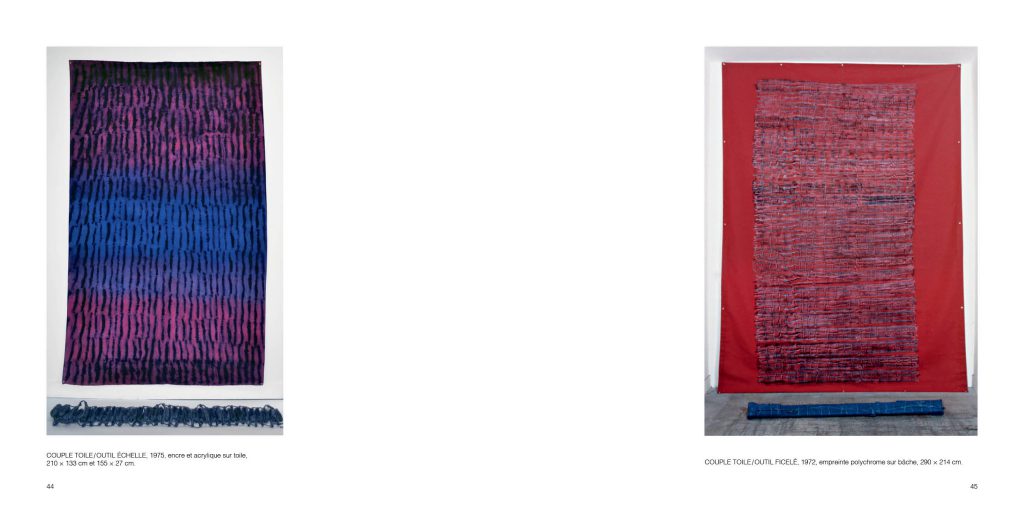 COUPLE TOILE/OUTIL ÉCHELLE, 1975, encre et acrylique sur toile,
210 × 133 cm et 155 × 27 cm.
44
COUPLE TOILE/OUTIL FICELÉ, 1972, empreinte polychrome sur bâche, 290 × 214 cm.
45